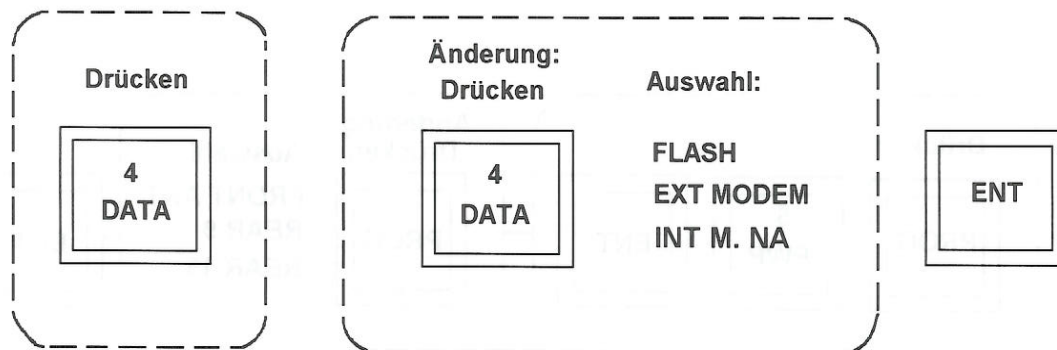 Drücken
4
DATA
Änderung:
Drücken
4
DATA
Auswahl:
FLASH
EXT MODEM
INT M. NA
ENT